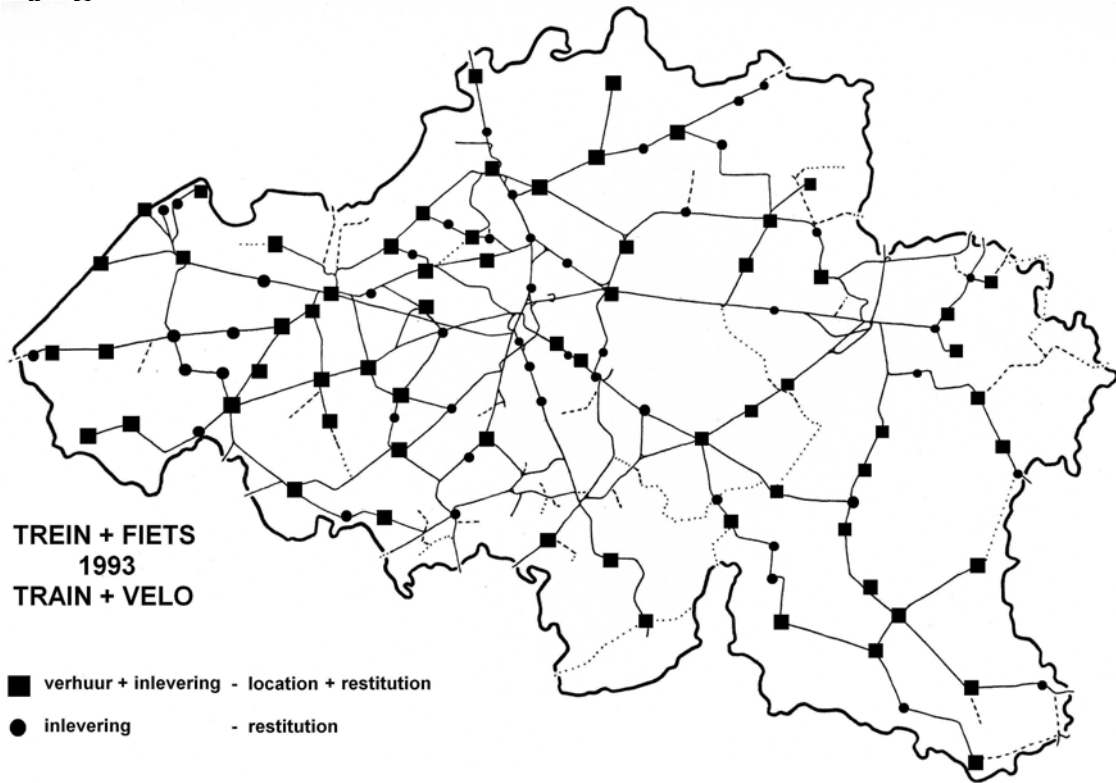 TREIN + FIETS
1993
TRAIN + VELO
verhuur + inlevering - location + restitution
inlevering - restitution